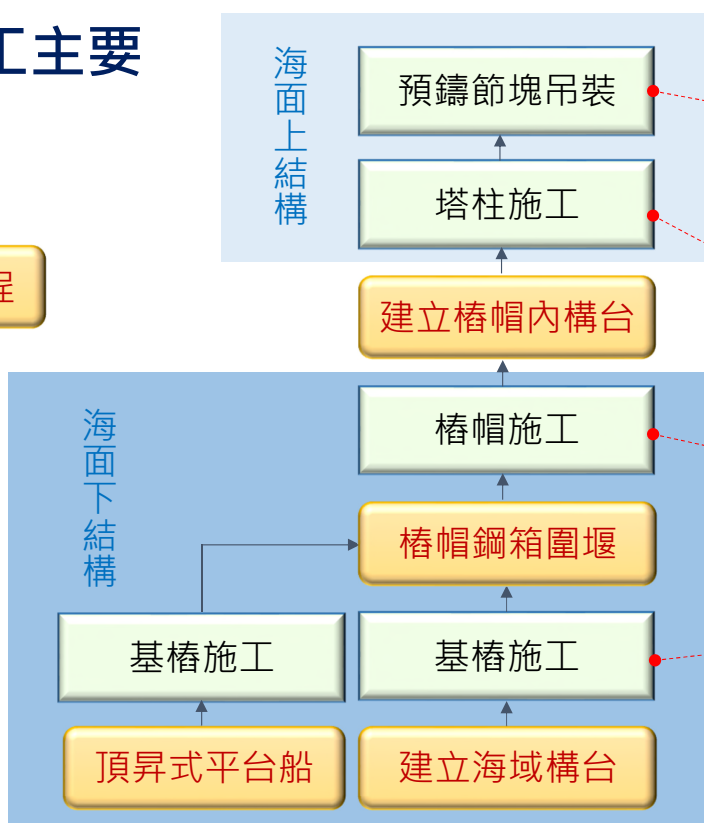 工主要
海面上結構
預鑄節塊吊裝
塔柱施工
程
建立樁帽內構台
海面下結構
樁帽施工
樁帽鋼箱圍堰
基樁施工
基樁施工
頂昇式平台船
建立海域構台